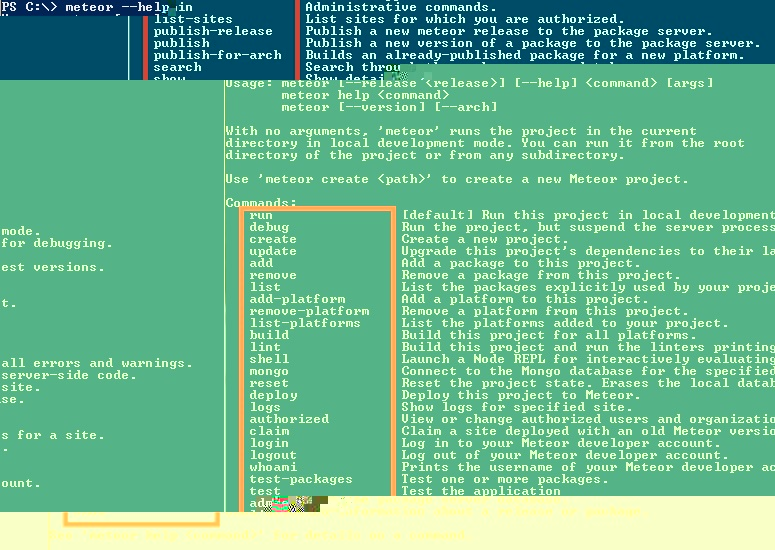 PS C:\> meteor --help in
Administrative commands.
list-sites List sites for which you are authorized.
publish-release Publish a new meteor release to the package server.
publish Publish a new version of a package to the package server.
publish-for-arch Builds an already-published package for a new platform.
search Search
show Show
Usage: meteor [--release <release>] [--help] <command> [args]
meteor help <command>
meteor [--version] [--arch]
With no arguments, 'meteor' runs the project in the current
directory in local development mode. You can run it from the root
directory of the project or from any subdirectory.
Use 'meteor create <path>' to create a new Meteor project.
Commands:
run [default] Run this project in local development
mode.
debug Run the project, but suspend the server process
for debugging.
create Create a new project.
update Upgrade this project's dependencies to their la
est versions.
add Add a package to this project.
remove Remove a package from this project.
list List the packages explicitly used by your proje
t.
add-platform Add a platform to this project.
remove-platform Remove a platform from this project.
list-platforms List the platforms added to your project.
build Build this project for all platforms.
lint Build this project and run the linters printing
all errors and warnings.
shell Launch a Node REPL for interactively evaluating
server-side code.
mongo Connect to the Mongo database for the specified
site.
reset Reset the project state. Erases the local datab
se.
deploy Deploy this project to Meteor.
logs Show logs for specified site.
authorized View or change authorized users and organizatio
s for a site.
claim Claim a site deployed with an old Meteor versio
.
login Log in to your Meteor developer account.
logout Log out of your Meteor developer account.
whoami Prints the username of your Meteor developer ac
ount.
test-packages Test one or more packages.
test Test the application